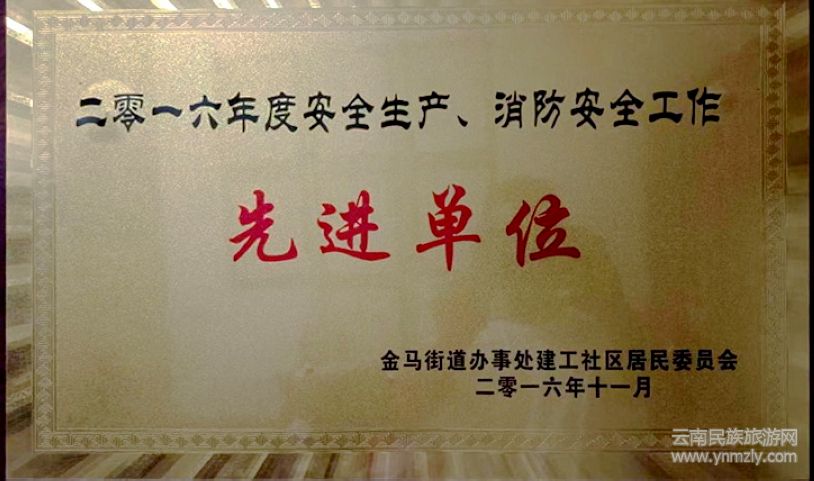 二零一六年度安全生产、消防安全工作
先进单位
金马街道办事处建工社区居民委员会
二零一六年十一月
云南民族旅游网
www.ynmzly.com